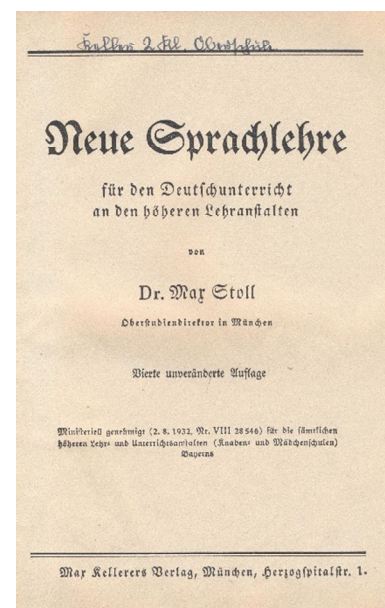 Keller 2. Kl. Oberschule.
Neue Sprachlehre
für den Deutschunterricht
an den höheren Lehranstalten
von
Dr. Max Stoll
Oberstudiendirektor in München
Vierte unveränderte Auflage
Ministeriell genehmigt (2. 8. 1932, Nr. VIII 28546) für die sämtlichen
höheren Lehr- und Unterrichtsanstalten (Knaben- und Mädchenschulen)
Bayerns
Max Kellerers Verlag, München, Herzogspitalstr. 1.